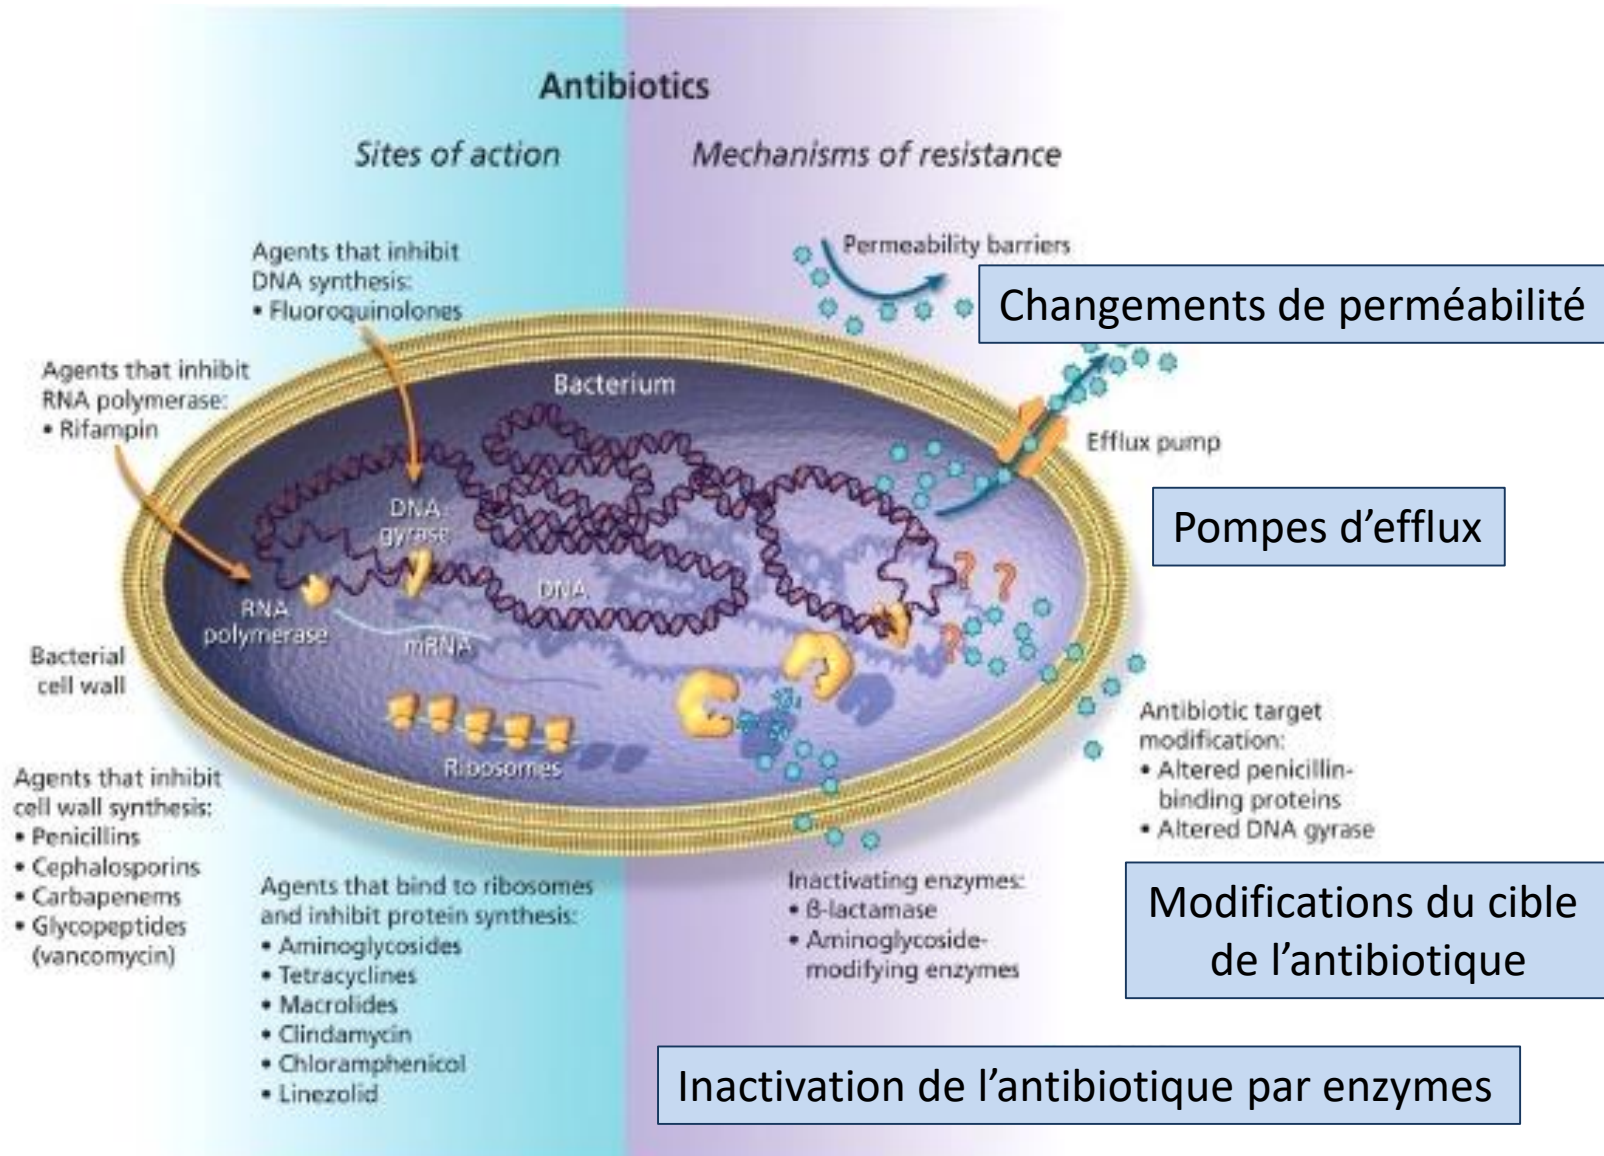 Antibiotics
Sites of action
Mechanisms of resistance
Agents that inhibit
DNA synthesis:
• Fluoroquinolones
Permeability barriers
Changements de perméabilité
Agents that inhibit
RNA polymerase:
• Rifampin
Bacterium
Efflux pump
Pompes d’efflux
DNA
gyrase
DNA
RNA
polymerase
mRNA
Bacterial
cell wall
Ribosomes
Antibiotic target
modification:
• Altered penicillin-
binding proteins
• Altered DNA gyrase
Modifications du cible
de l’antibiotique
Agents that inhibit
cell wall synthesis:
• Penicillins
• Cephalosporins
• Carbapenems
• Glycopeptides
(vancomycin)
Agents that bind to ribosomes
and inhibit protein synthesis:
• Aminoglycosides
• Tetracyclines
• Macrolides
• Clindamycin
• Chloramphenicol
• Linezolid
Inactivating enzymes:
• β-lactamase
• Aminoglycoside-
modifying enzymes
Inactivation de l’antibiotique par enzymes
? ?
?